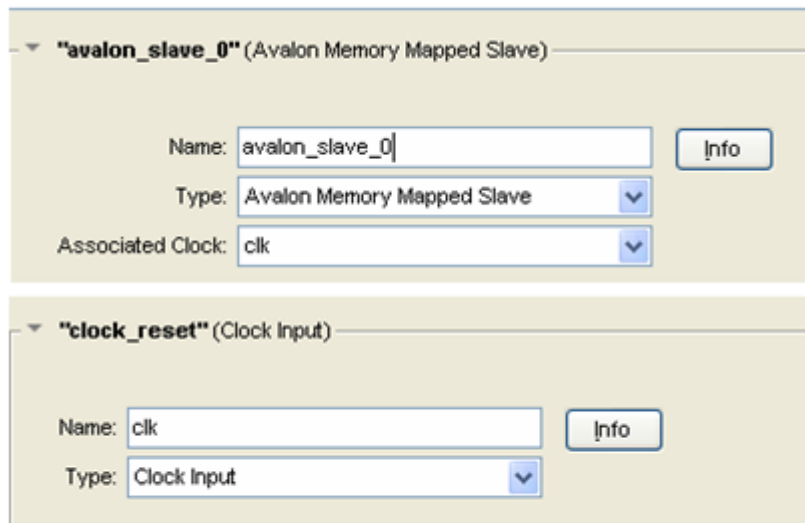 "avalon_slave_0" (Avalon Memory Mapped Slave)
Name: avalon_slave_0 Info
Type: Avalon Memory Mapped Slave
Associated Clock: clk
"clock_reset" (Clock Input)
Name: clk Info
Type: Clock Input